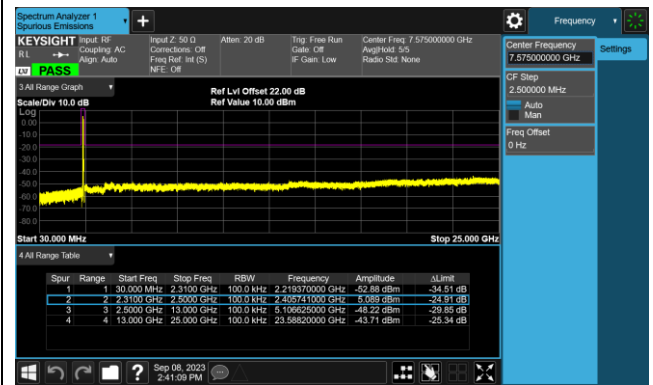 Spectrum Analyzer 1
Spurious Emissions
Frequency
KEYSIGHT Input: RF Input Z: 50 Ω Atten: 20 dB Trig: Free Run Center Freq: 7.575000000 GHz
RL Coupling: AC Corrections: Off Gate: Off Avg|Hold: 5/5
Align: Auto Freq Ref: Int (S) IF Gain: Low Radio Std: None
NFE: Off
LXI PASS
Center Frequency
7.575000000 GHz
Settings
CF Step
2.500000 MHz
Auto
Man
Freq Offset
0 Hz
3 All Range Graph
Ref Lvl Offset 22.00 dB
Scale/Div 10.0 dB Ref Value 10.00 dBm
Log
0.00
-10.0
-20.0
-30.0
-40.0
-50.0
-60.0
-70.0
-80.0
Start 30.000 MHz Stop 25.000 GHz
4 All Range Table
Spur Range Start Freq Stop Freq RBW Frequency Amplitude ΔLimit
1 1 30.000 MHz 2.3100 GHz 100.0 kHz 2.219370000 GHz -52.88 dBm -34.51 dB
2 2 2.3100 GHz 2.5000 GHz 100.0 kHz 2.405741000 GHz 5.089 dBm -24.91 dB
3 3 2.5000 GHz 13.000 GHz 100.0 kHz 5.106625000 GHz -48.22 dBm -29.85 dB
4 4 13.000 GHz 25.000 GHz 100.0 kHz 23.58820000 GHz -43.71 dBm -25.34 dB
Sep 08, 2023
2:41:09 PM